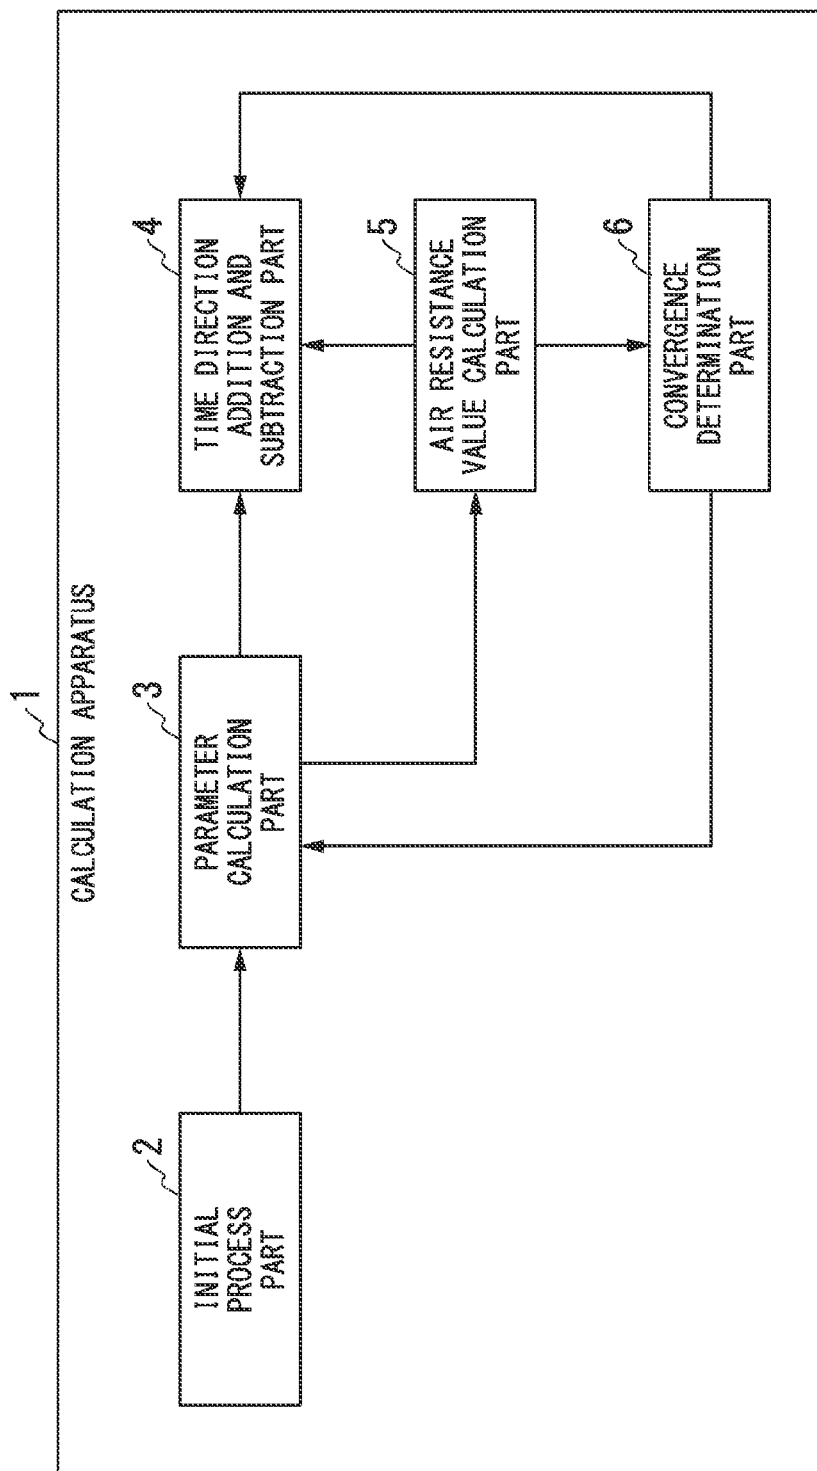 1
CALCULATION APPARATUS
2
INITIAL
PROCESS
PART
3
PARAMETER
CALCULATION
PART
4
TIME DIRECTION
ADDITION AND
SUBTRACTION PART
5
AIR RESISTANCE
VALUE CALCULATION
PART
6
CONVERGENCE
DETERMINATION
PART